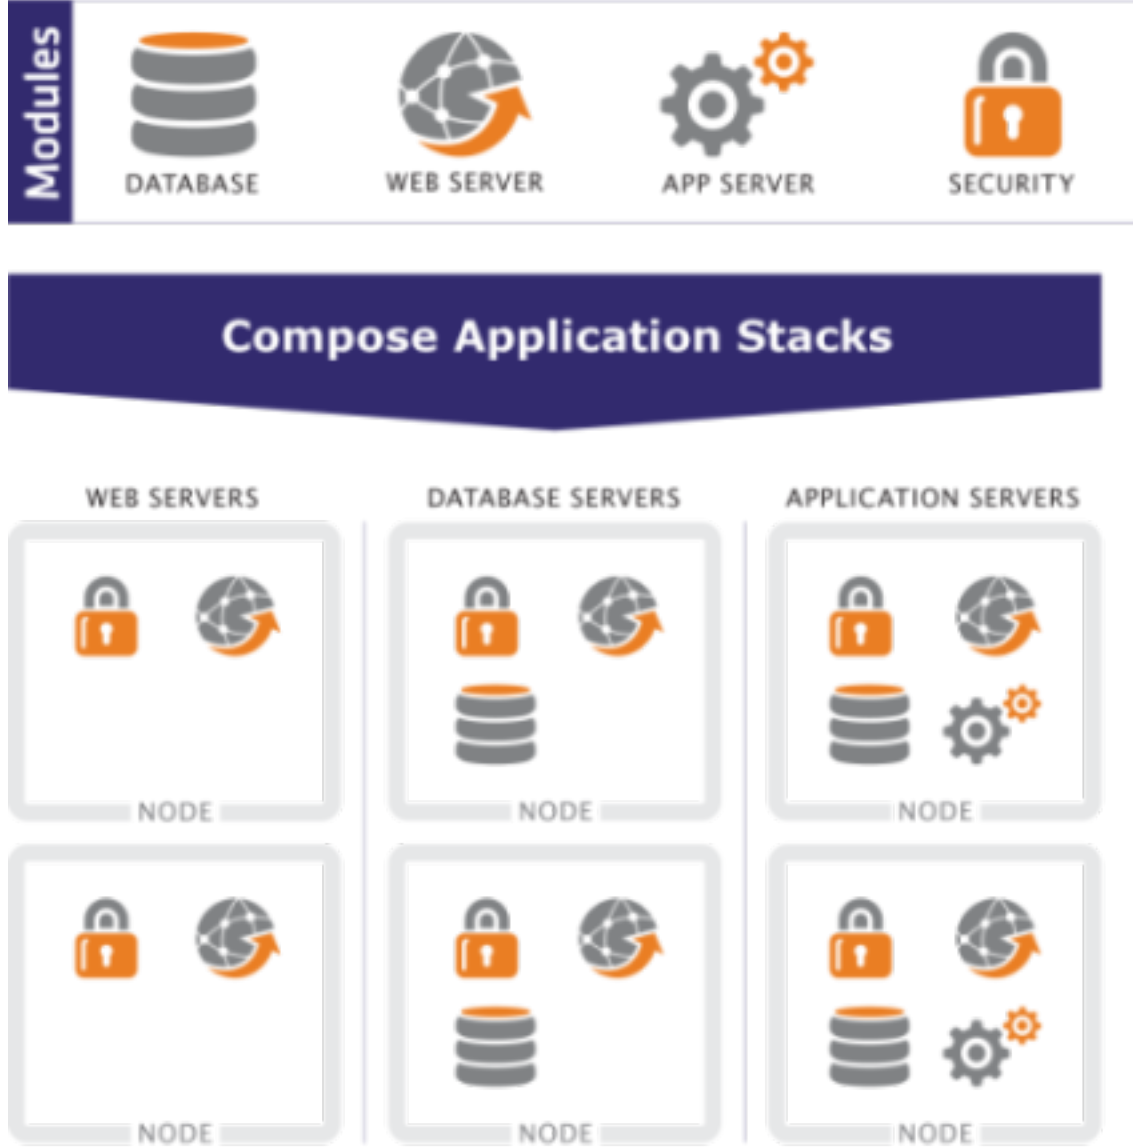 Modules
DATABASE
WEB SERVER
APP SERVER
SECURITY
Compose Application Stacks
WEB SERVERS
DATABASE SERVERS
APPLICATION SERVERS
NODE
NODE
NODE
NODE
NODE
NODE